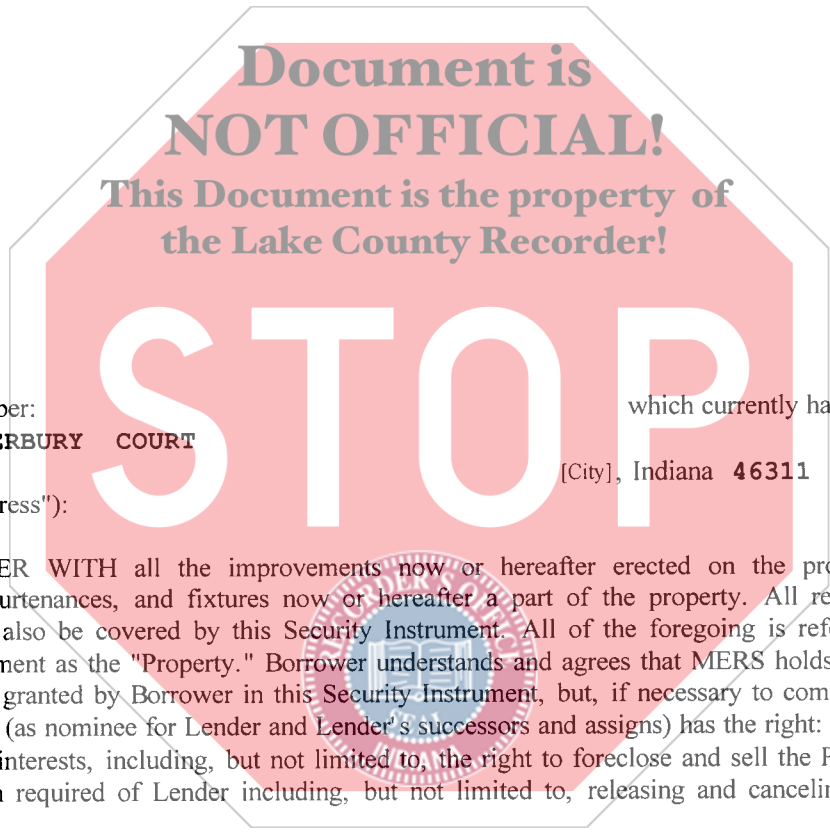 Document is
NOT OFFICIAL!
This Document is the property of
the Lake County Recorder!
STOP
ber:
which currently ha
ERBURY COURT
[City], Indiana 46311
ress"):
ER WITH all the improvements now or hereafter erected on the pro
urtenances, and fixtures now or hereafter a part of the property. All re
also be covered by this Security Instrument. All of the foregoing is refe
ment as the "Property." Borrower understands and agrees that MERS holds
granted by Borrower in this Security Instrument, but, if necessary to com
(as nominee for Lender and Lender's successors and assigns) has the right:
interests, including, but not limited to, the right to foreclose and sell the P
n required of Lender including, but not limited to, releasing and cancelin
RECORDER'S OFFICE
SEAL